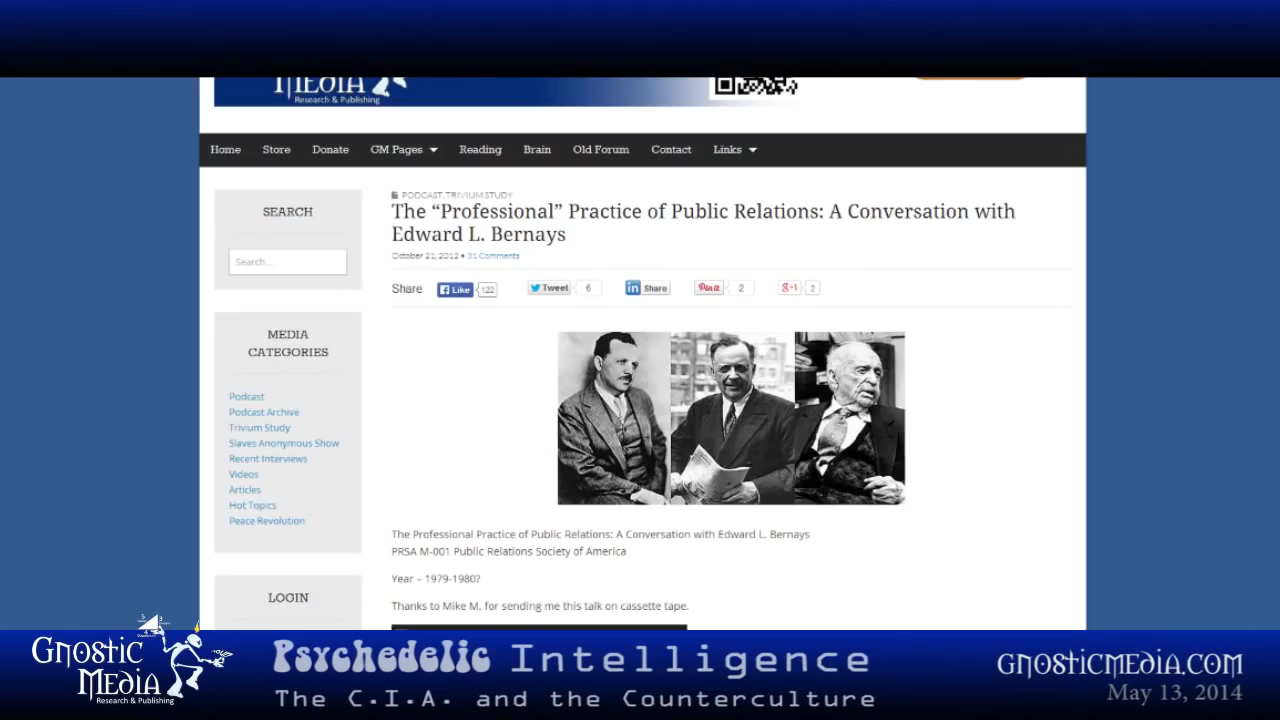 MEDIA
Research & Publishing
Home Store Donate GM Pages Reading Brain Old Forum Contact Links
SEARCH
Search...
MEDIA
CATEGORIES
Podcast
Podcast Archive
Trivium Study
Slaves Anonymous Show
Recent Interviews
Videos
Articles
Hot Topics
Peace Revolution
LOGIN
PODCAST, TRIVIUM STUDY
The “Professional” Practice of Public Relations: A Conversation with
Edward L. Bernays
October 21, 2012 • 31 Comments
Share Like 122 Tweet 6 in Share Pin it 2 g+1 2
The Professional Practice of Public Relations: A Conversation with Edward L. Bernays
PRSA M-001 Public Relations Society of America
Year – 1979-1980?
Thanks to Mike M. for sending me this talk on cassette tape.
Gnostic
Media
Research & Publishing
Psychedelic Intelligence
The C.I.A. and the Counterculture
gnosticmedia.com
May 13, 2014